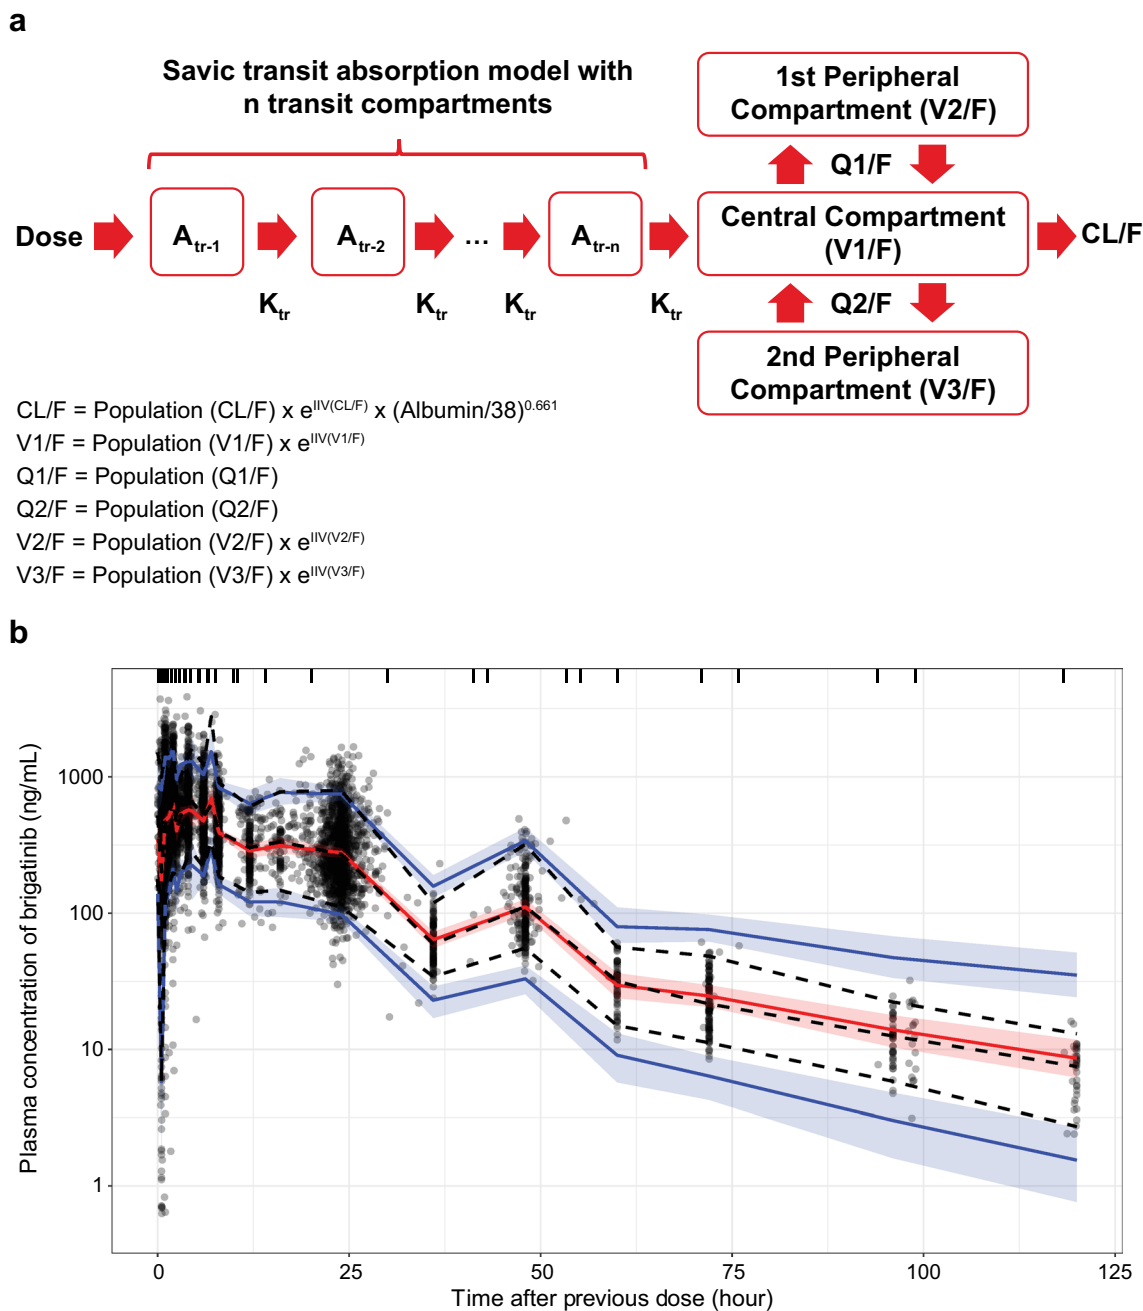 a
Savic transit absorption model with
n transit compartments
1st Peripheral
Compartment (V2/F)
Q1/F
Dose
Atr-1
Atr-2
...
Atr-n
Central Compartment
(V1/F)
CL/F
Ktr
Ktr
Ktr
Ktr
Q2/F
2nd Peripheral
Compartment (V3/F)
CL/F = Population (CL/F) x e^IIV(CL/F) x (Albumin/38)^0.661
V1/F = Population (V1/F) x e^IIV(V1/F)
Q1/F = Population (Q1/F)
Q2/F = Population (Q2/F)
V2/F = Population (V2/F) x e^IIV(V2/F)
V3/F = Population (V3/F) x e^IIV(V3/F)
b
Plasma concentration of brigatinib (ng/mL)
1000
100
10
1
0 25 50 75 100 125
Time after previous dose (hour)